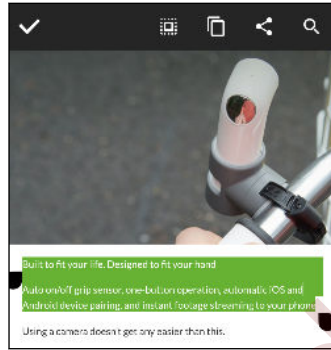 Built to fit your life. Designed to fit your hand
Auto on/off grip sensor, one-button operation, automatic iOS and
Android device pairing, and instant footage streaming to your phone
Using a camera doesn't get any easier than this.